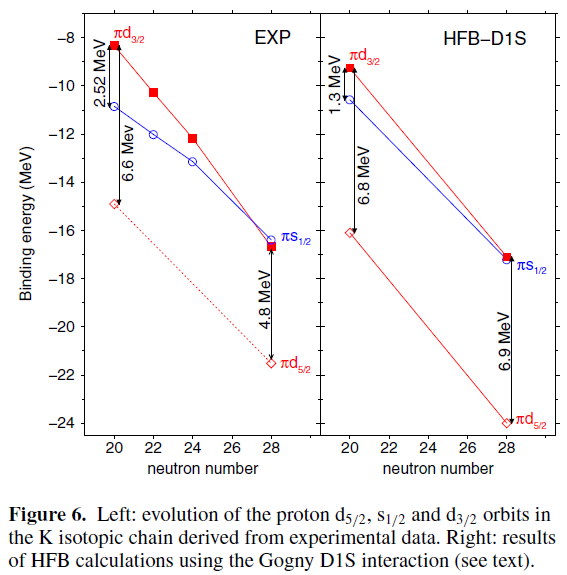 EXP
πd3/2
2.52 MeV
6.6 MeV
πs1/2
4.8 MeV
πd5/2
−8
−10
−12
−14
−16
−18
−20
−22
−24
Binding energy (MeV)
20 22 24 26 28
neutron number
HFB−D1S
πd3/2
1.3 MeV
6.8 MeV
πs1/2
6.9 MeV
πd5/2
20 22 24 26 28
neutron number
Figure 6. Left: evolution of the proton d5/2, s1/2 and d3/2 orbits in
the K isotopic chain derived from experimental data. Right: results
of HFB calculations using the Gogny D1S interaction (see text).